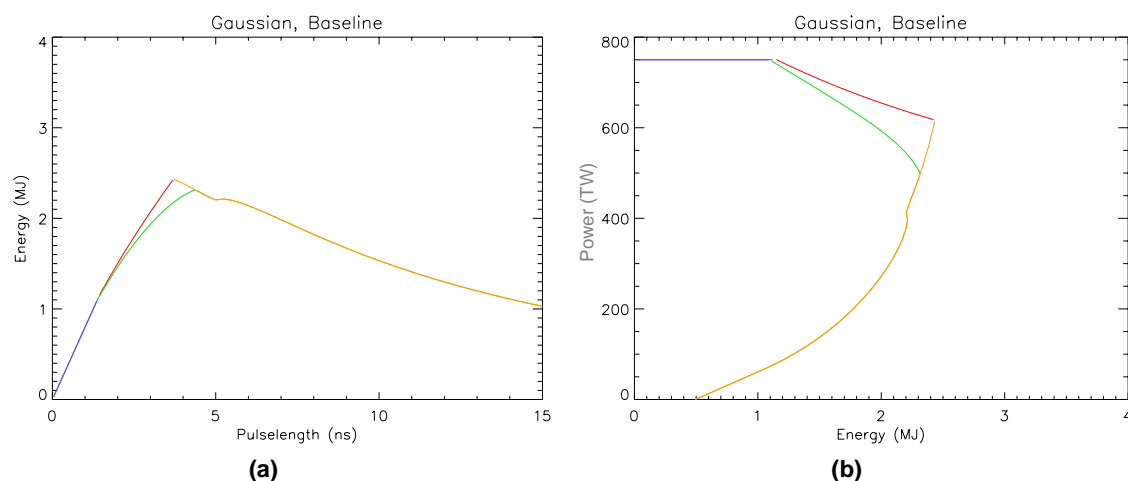 Gaussian, Baseline
4
3
2
1
0
Energy (MJ)
0 5 10 15
Pulselength (ns)
(a)
Gaussian, Baseline
800
600
400
200
0
Power (TW)
0 1 2 3 4
Energy (MJ)
(b)